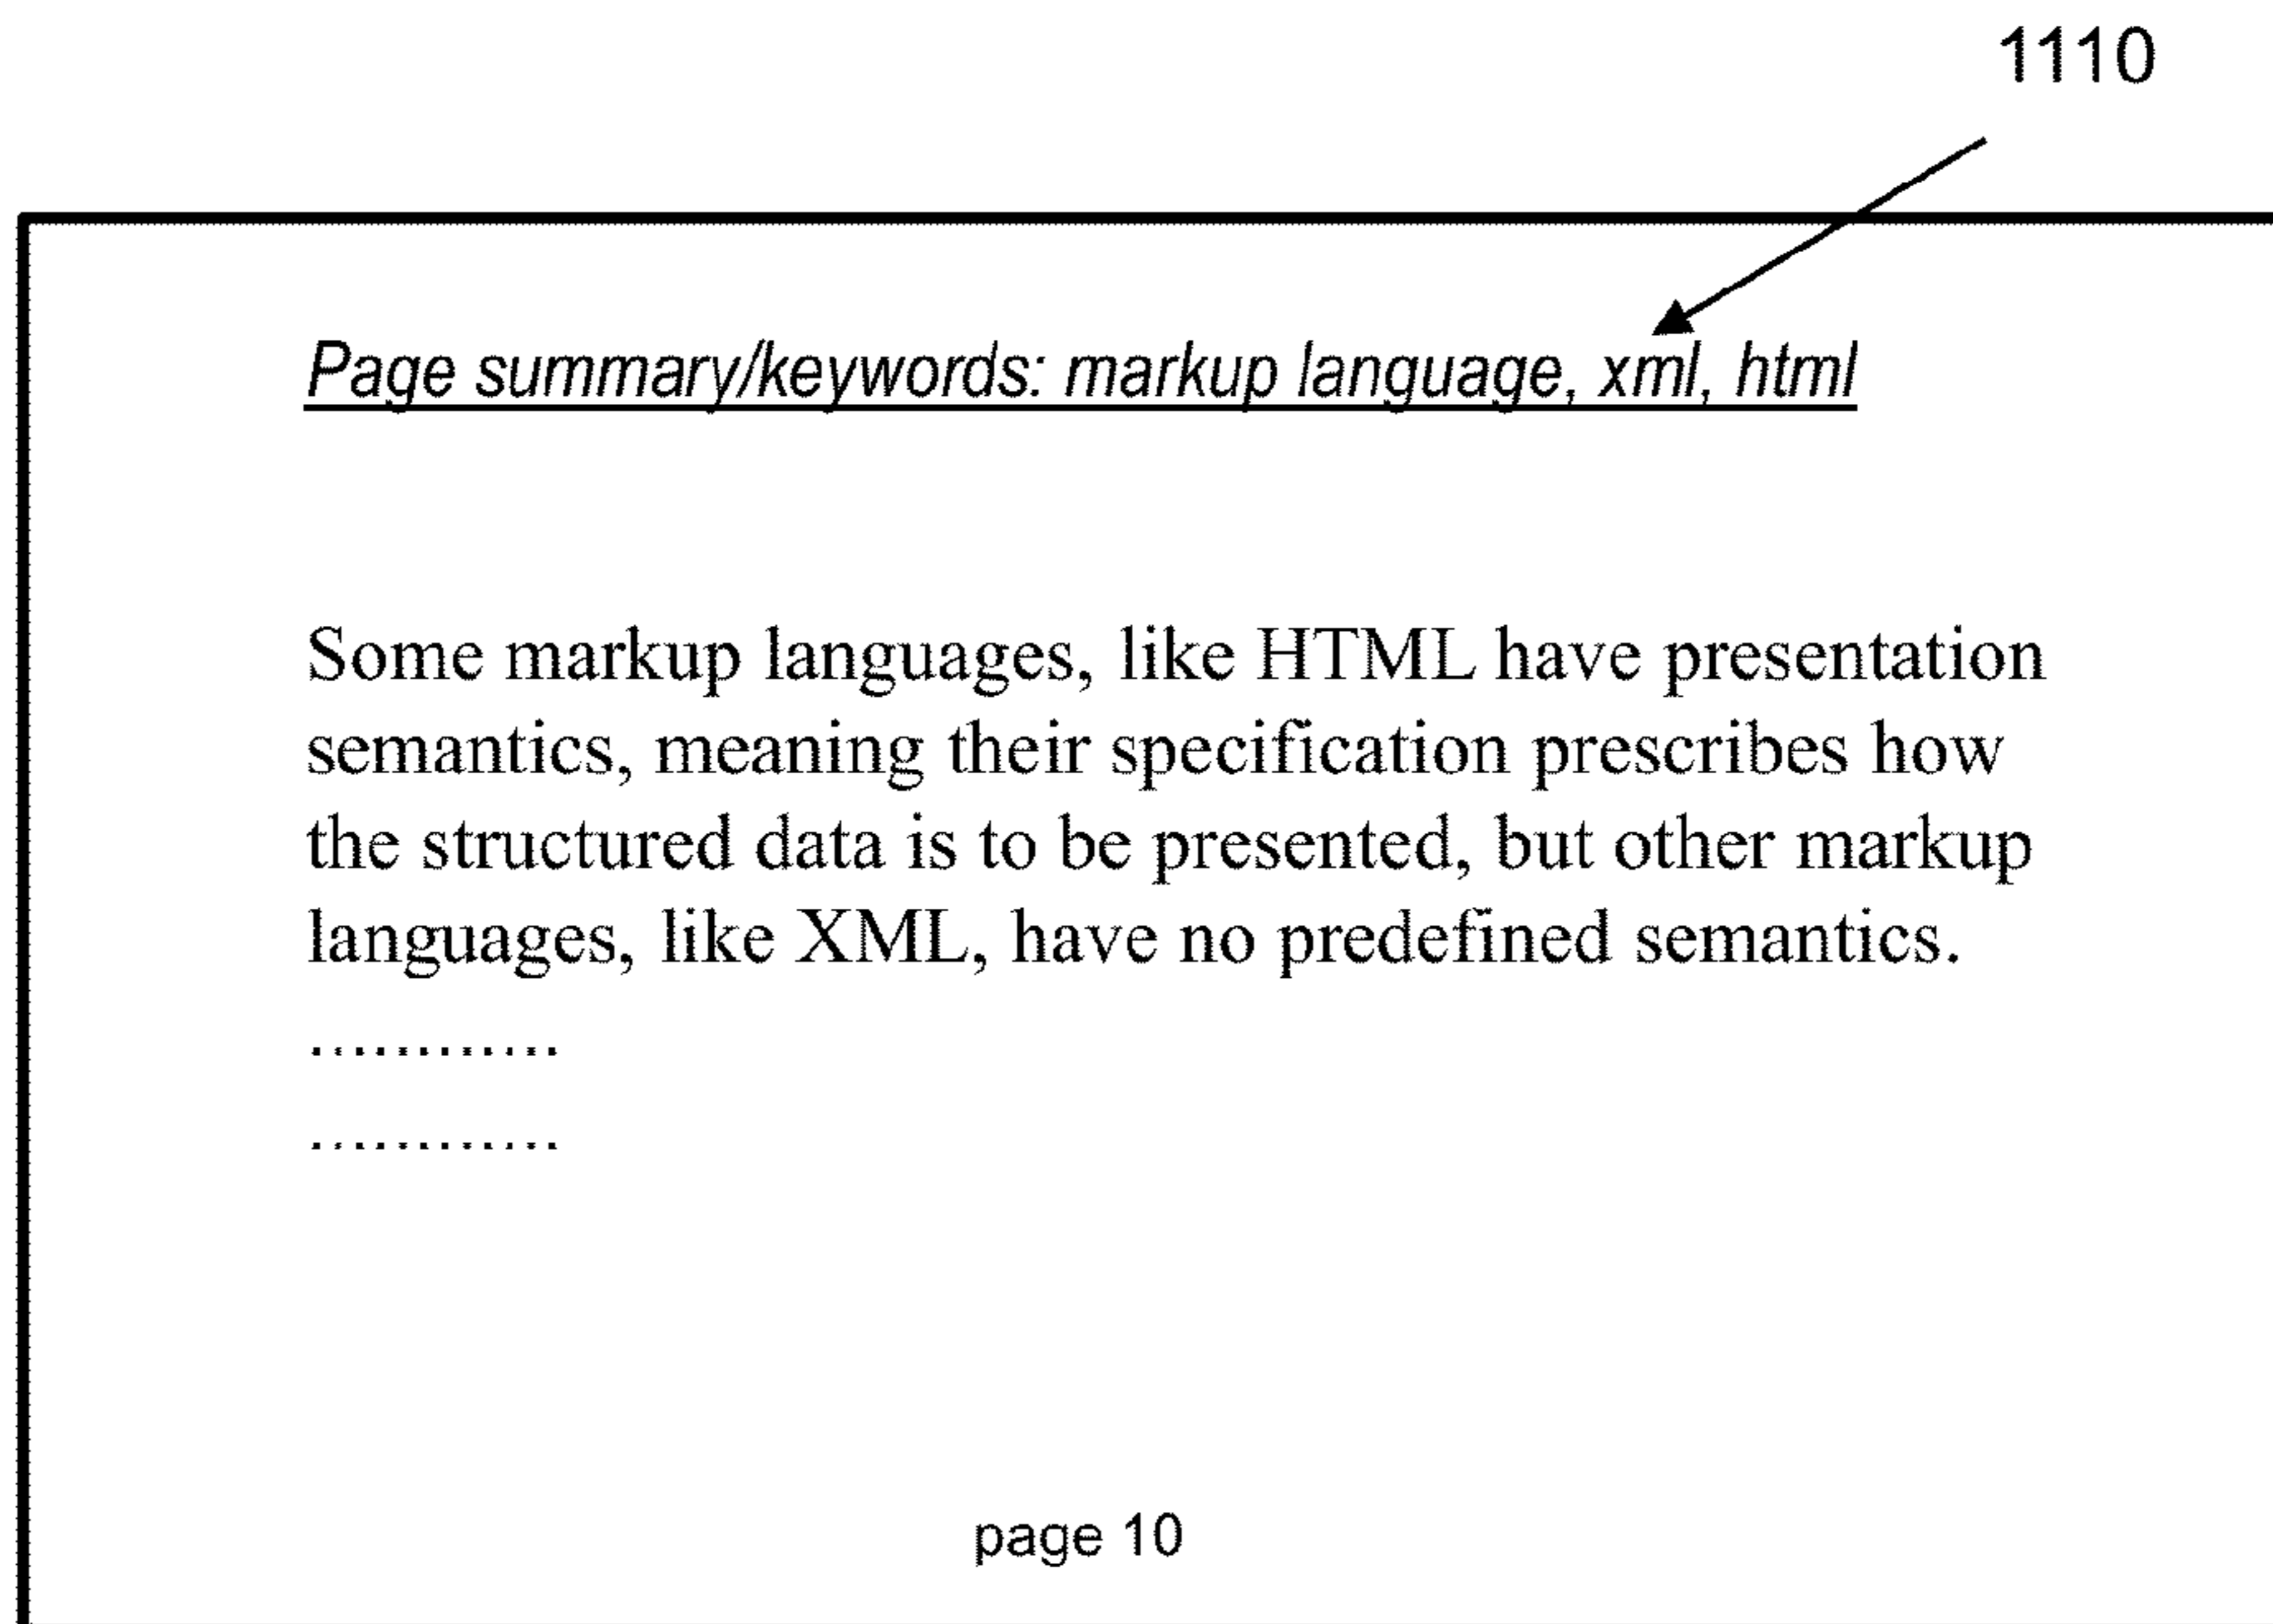 1110
Page summary/keywords: markup language, xml, html
Some markup languages, like HTML have presentation
semantics, meaning their specification prescribes how
the structured data is to be presented, but other markup
languages, like XML, have no predefined semantics.
............
............
page 10